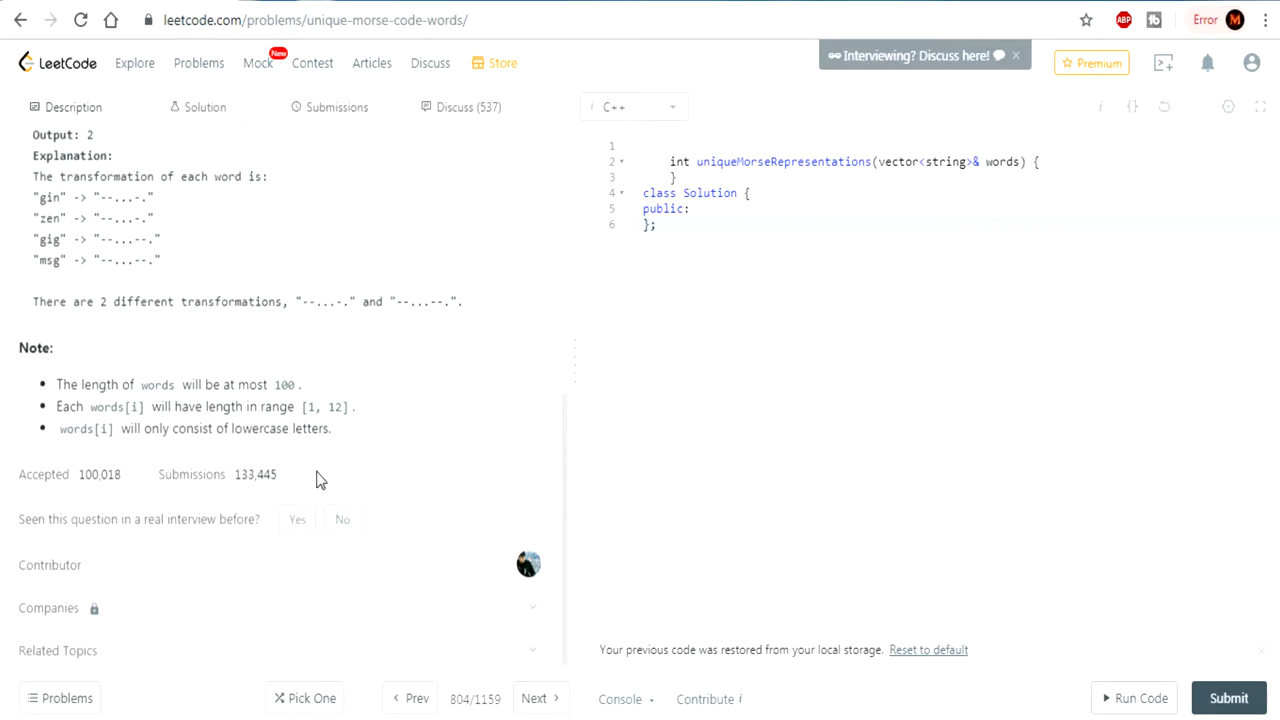 leetcode.com/problems/unique-morse-code-words/
ABP
Error
M
LeetCode
Explore
Problems
Mock
New
Contest
Articles
Discuss
Store
Interviewing? Discuss here!
Premium
Description
Solution
Submissions
Discuss (537)
i C++
Output: 2
Explanation:
The transformation of each word is:
"gin" -> "--...-."
"zen" -> "--...-."
"gig" -> "--...--."
"msg" -> "--...--."
There are 2 different transformations, "--...-." and "--...--.".
Note:
• The length of words will be at most 100 .
• Each words[i] will have length in range [1, 12] .
• words[i] will only consist of lowercase letters.
Accepted 100,018 Submissions 133,445
Seen this question in a real interview before? Yes No
Contributor
Companies
Related Topics
Problems
Pick One
Prev
804/1159
Next
1
2 int uniqueMorseRepresentations(vector<string>& words) {
3 }
4 class Solution {
5 public:
6 };
Your previous code was restored from your local storage. Reset to default
Console
Contribute i
Run Code
Submit